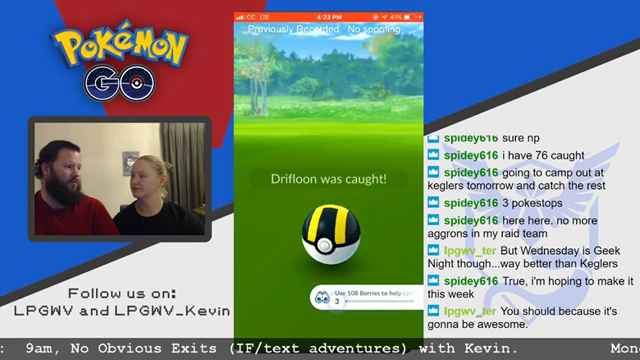 POKÉMON
GO
Follow us on:
LPGWV and LPGWV_Kevin
CC LTE
4:23 PM
41%
Previously Recorded. No spoofing
Drifloon was caught!
Use 108 Berries to help
3
spidey616 sure np
spidey616 i have 76 caught
spidey616
going to camp out at
keglers tomorrow and catch the rest
spidey616 3 pokestops
spidey616 here here. no more
aggrons in my raid team
lpgwv_ter But Wednesday is Geek
Night though...way better than Keglers
spidey616 True, i'm hoping to make it
this week
lpgwv_ter You should because it's
gonna be awesome.
: 9am, No Obvious Exits (IF/text adventures) with Kevin. Mon